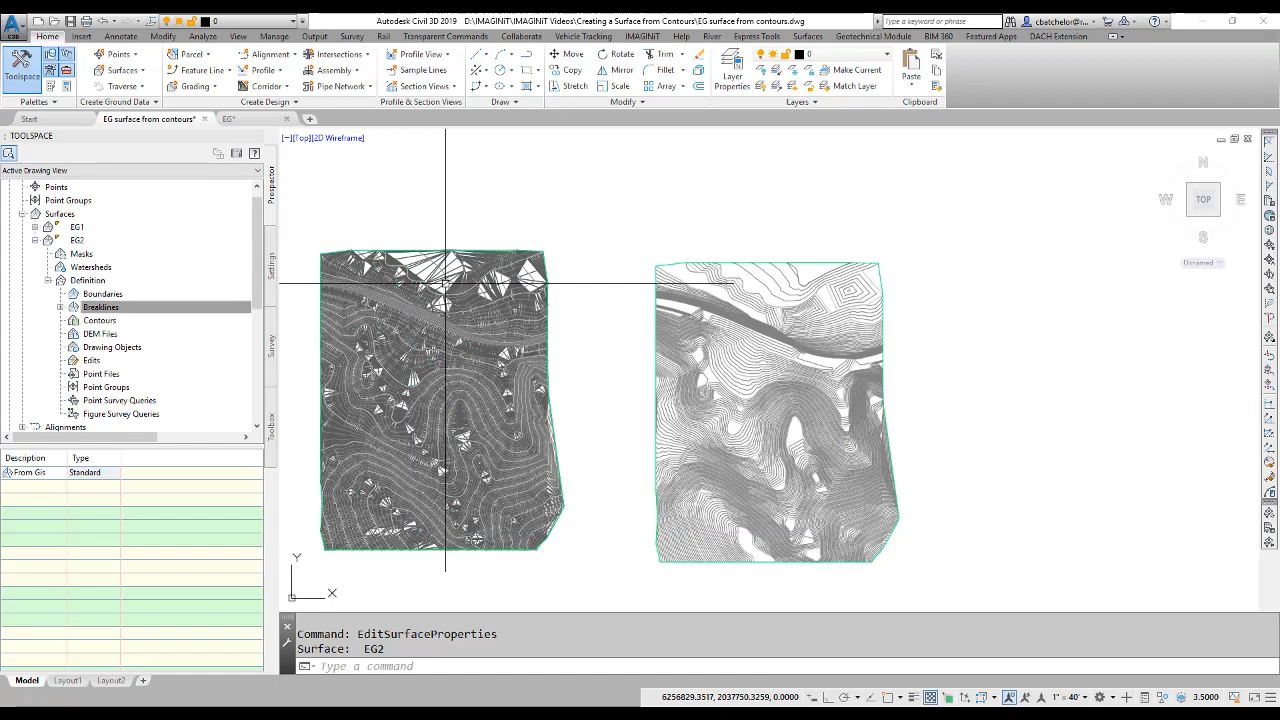 A
C3D
0
Autodesk Civil 3D 2019
D:\IMAGINiT\IMAGINiT Videos\Creating a Surface from Contours\EG surface from contours.dwg
Type a keyword or phrase
cbatchelor@r...
Home Insert Annotate Modify Analyze View Manage Output Survey Rail Transparent Commands Collaborate Vehicle Tracking IMAGINiT Help River Express Tools Surfaces Geotechnical Module BIM 360 Featured Apps DACH Extension
Toolspace
Points
Surfaces
Traverse
Parcel
Feature Line
Grading
Alignment
Profile
Corridor
Intersections
Assembly
Pipe Network
Profile View
Sample Lines
Section Views
Move Rotate Trim
Copy Mirror Fillet
Stretch Scale Array
Layer
Properties
0
Make Current
Match Layer
Paste
Palettes Create Ground Data Create Design Profile & Section Views Draw Modify Layers Clipboard
Start EG surface from contours* EG*
TOOLSPACE
Active Drawing View
Points
Point Groups
Surfaces
EG1
EG2
Masks
Watersheds
Definition
Boundaries
Breaklines
Contours
DEM Files
Drawing Objects
Edits
Point Files
Point Groups
Point Survey Queries
Figure Survey Queries
Alignments
Description Type
From Gis Standard
Prospector
Settings
Survey
Toolbox
[−][Top][2D Wireframe]
N
W TOP E
S
Unnamed
Y
X
Command: EditSurfaceProperties
Surface:  EG2
Type a command
Model Layout1 Layout2 +
6256829.3517, 2037750.3259, 0.0000
1" = 40'
3.5000